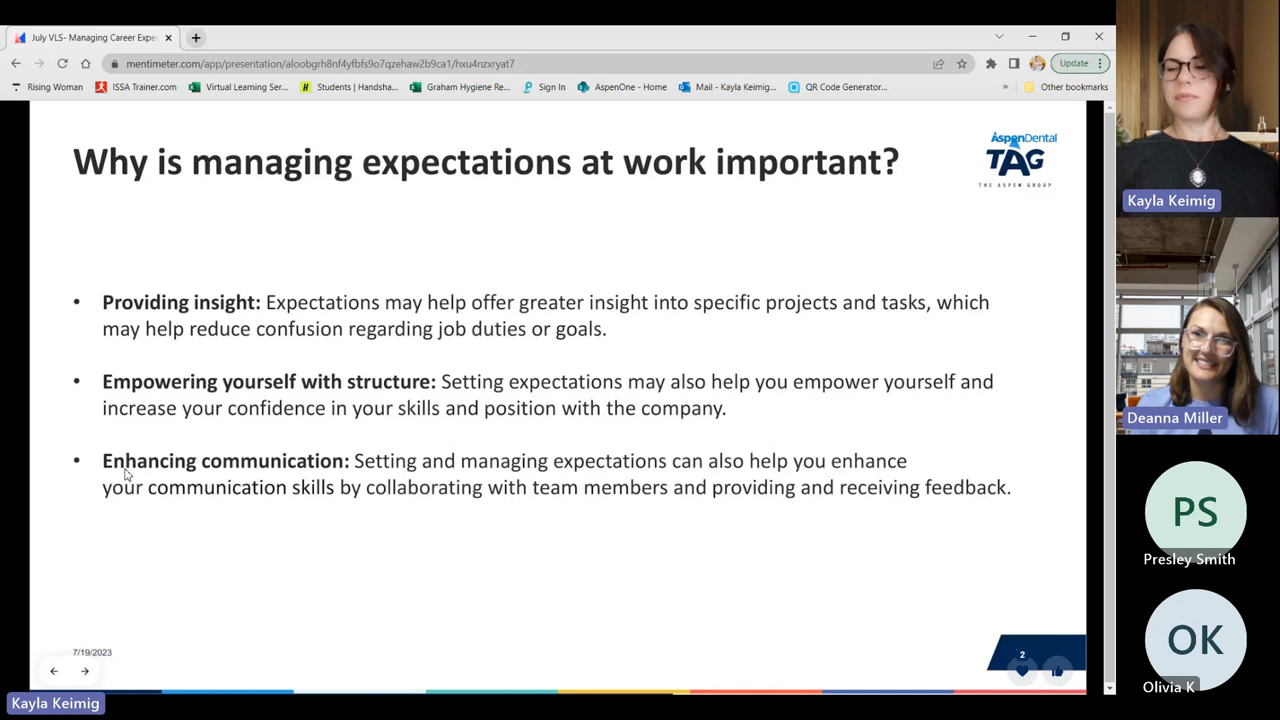 July VLS- Managing Career Expe
mentimeter.com/app/presentation/aloobgrh8nf4yfbfs9o7qzehaw2b9ca1/hxu4nzxryat7
Update
Rising Woman
ISSA Trainer.com
Virtual Learning Ser...
Students | Handsha...
Graham Hygiene Re...
Sign In
AspenOne - Home
Mail - Kayla Keimig...
QR Code Generator...
Other bookmarks
Why is managing expectations at work important?
AspenDental
TAG
THE ASPEN GROUP
• Providing insight: Expectations may help offer greater insight into specific projects and tasks, which
may help reduce confusion regarding job duties or goals.
• Empowering yourself with structure: Setting expectations may also help you empower yourself and
increase your confidence in your skills and position with the company.
• Enhancing communication: Setting and managing expectations can also help you enhance
your communication skills by collaborating with team members and providing and receiving feedback.
7/19/2023
2
Kayla Keimig
Kayla Keimig
Deanna Miller
PS
Presley Smith
OK
Olivia K